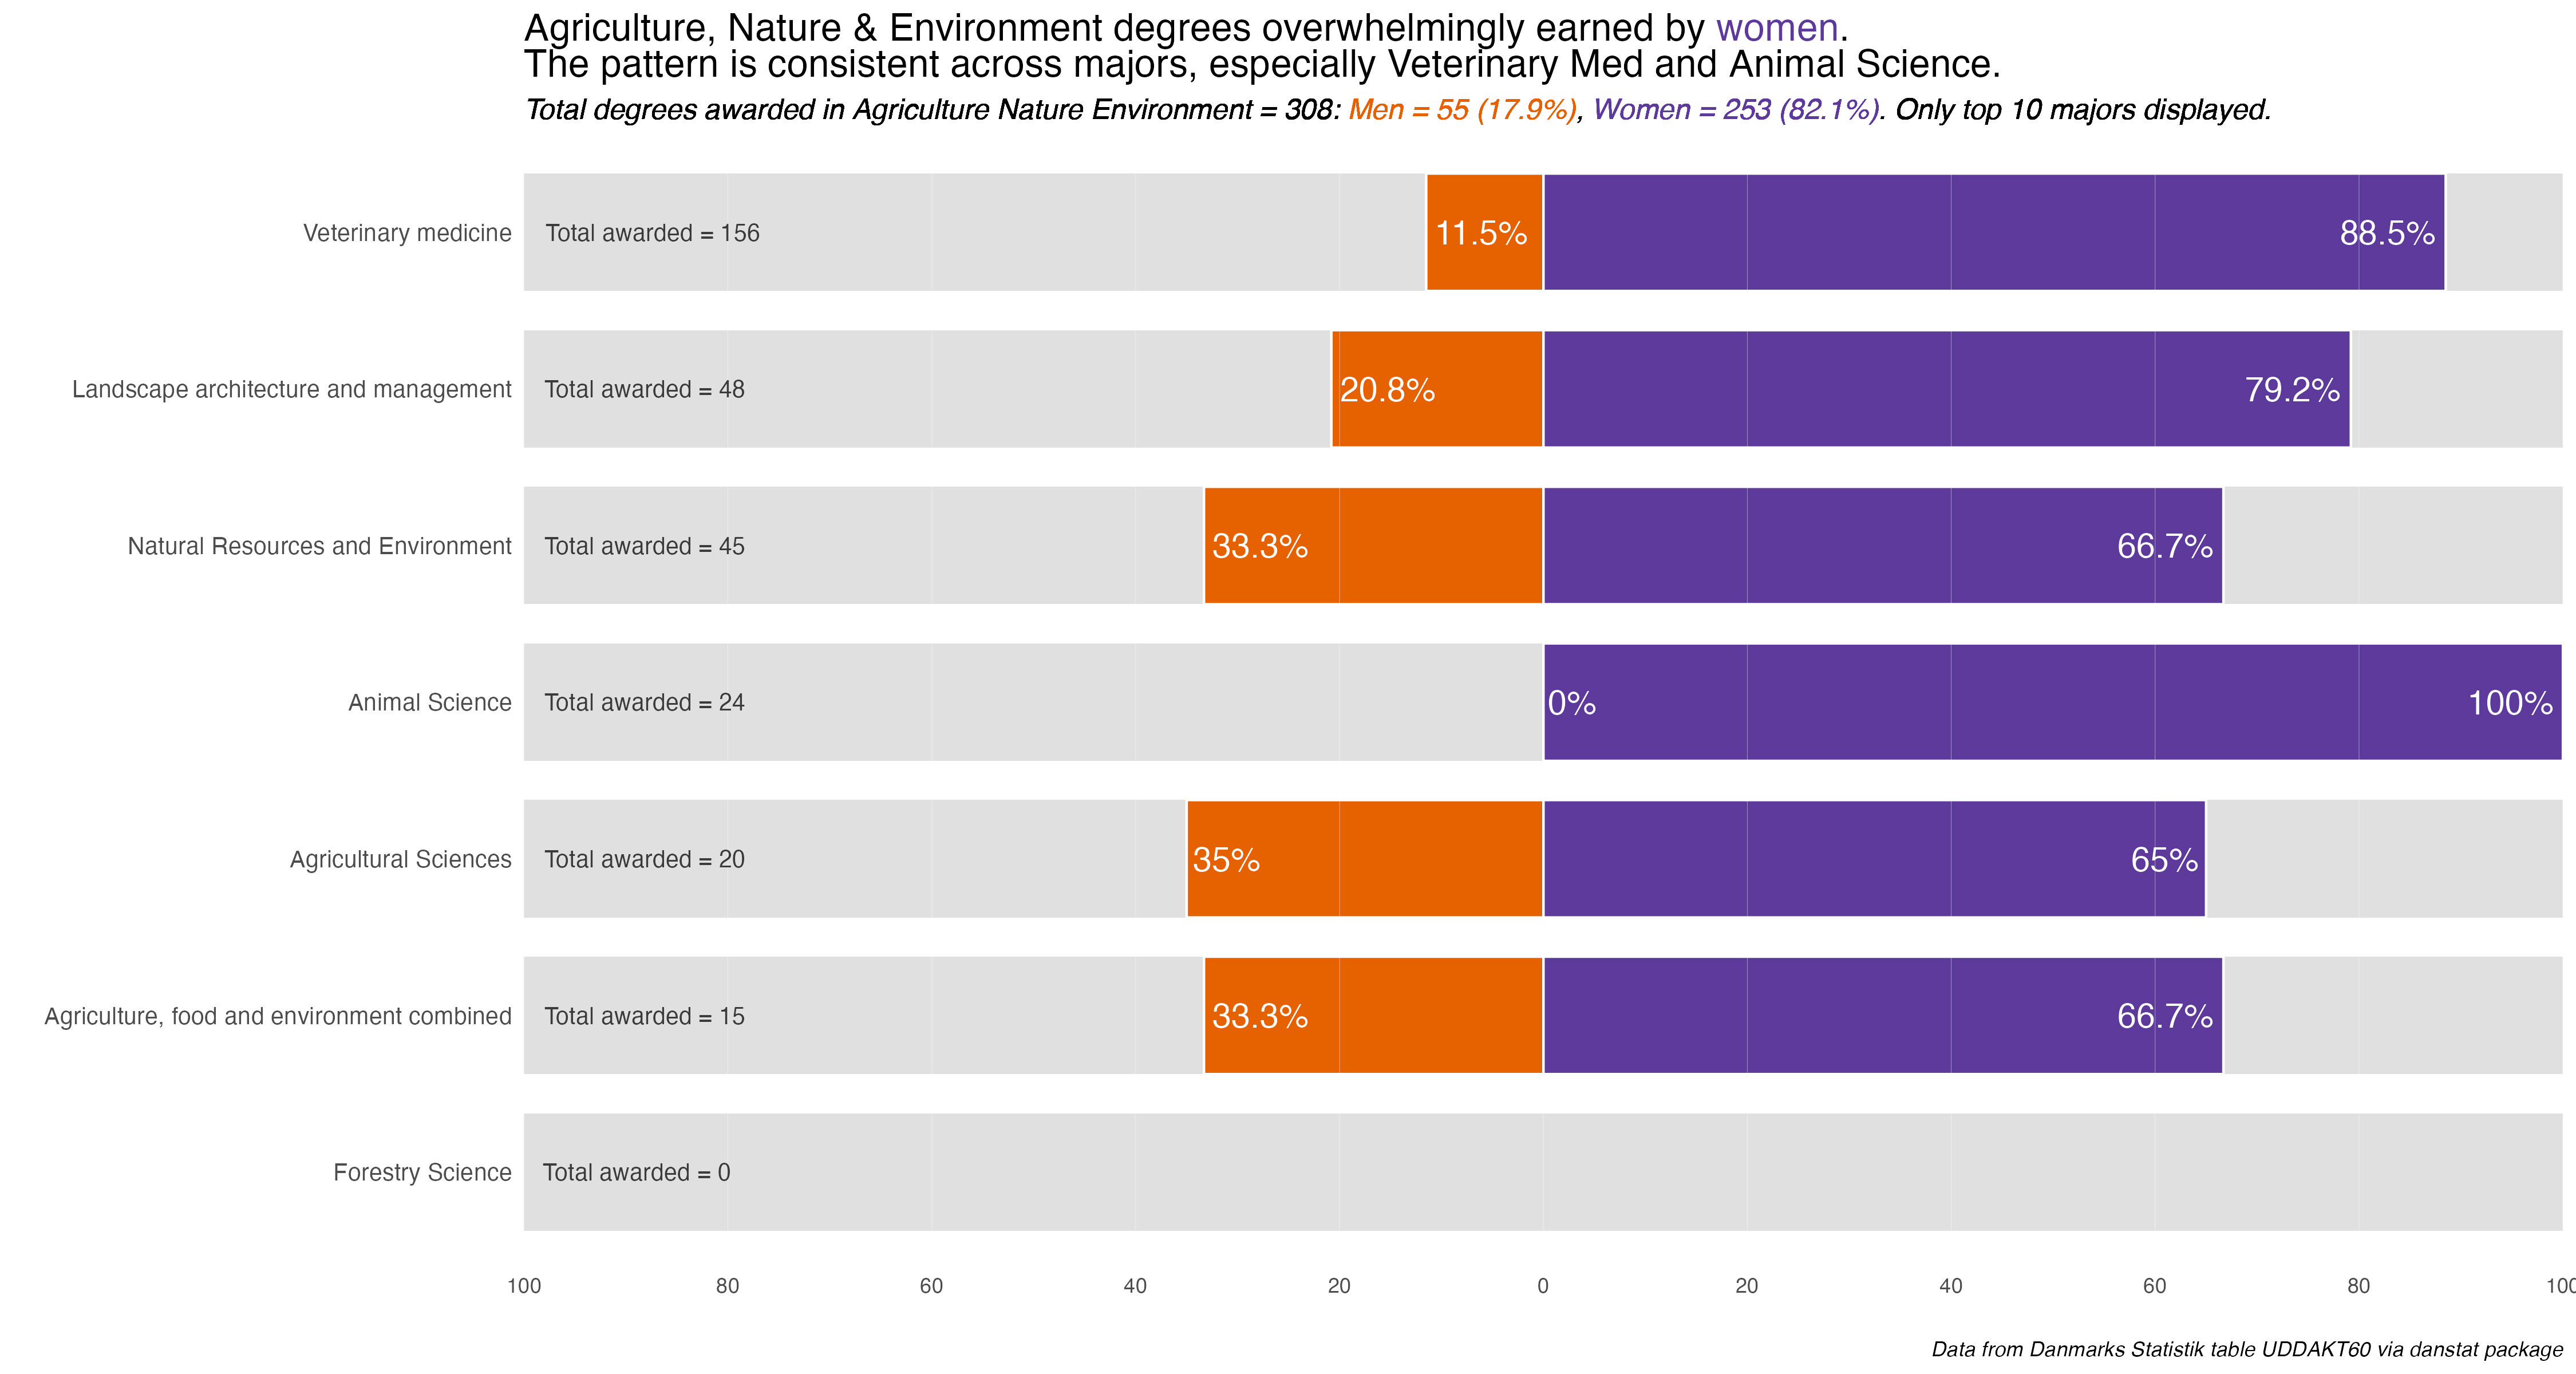 Agriculture, Nature & Environment degrees overwhelmingly earned by women.
The pattern is consistent across majors, especially Veterinary Med and Animal Science.
Total degrees awarded in Agriculture Nature Environment = 308: Men = 55 (17.9%), Women = 253 (82.1%). Only top 10 majors displayed.
Veterinary medicine Total awarded = 156 11.5% 88.5%
Landscape architecture and management Total awarded = 48 20.8% 79.2%
Natural Resources and Environment Total awarded = 45 33.3% 66.7%
Animal Science Total awarded = 24 0% 100%
Agricultural Sciences Total awarded = 20 35% 65%
Agriculture, food and environment combined Total awarded = 15 33.3% 66.7%
Forestry Science Total awarded = 0
100 80 60 40 20 0 20 40 60 80 100
Data from Danmarks Statistik table UDDAKT60 via danstat package